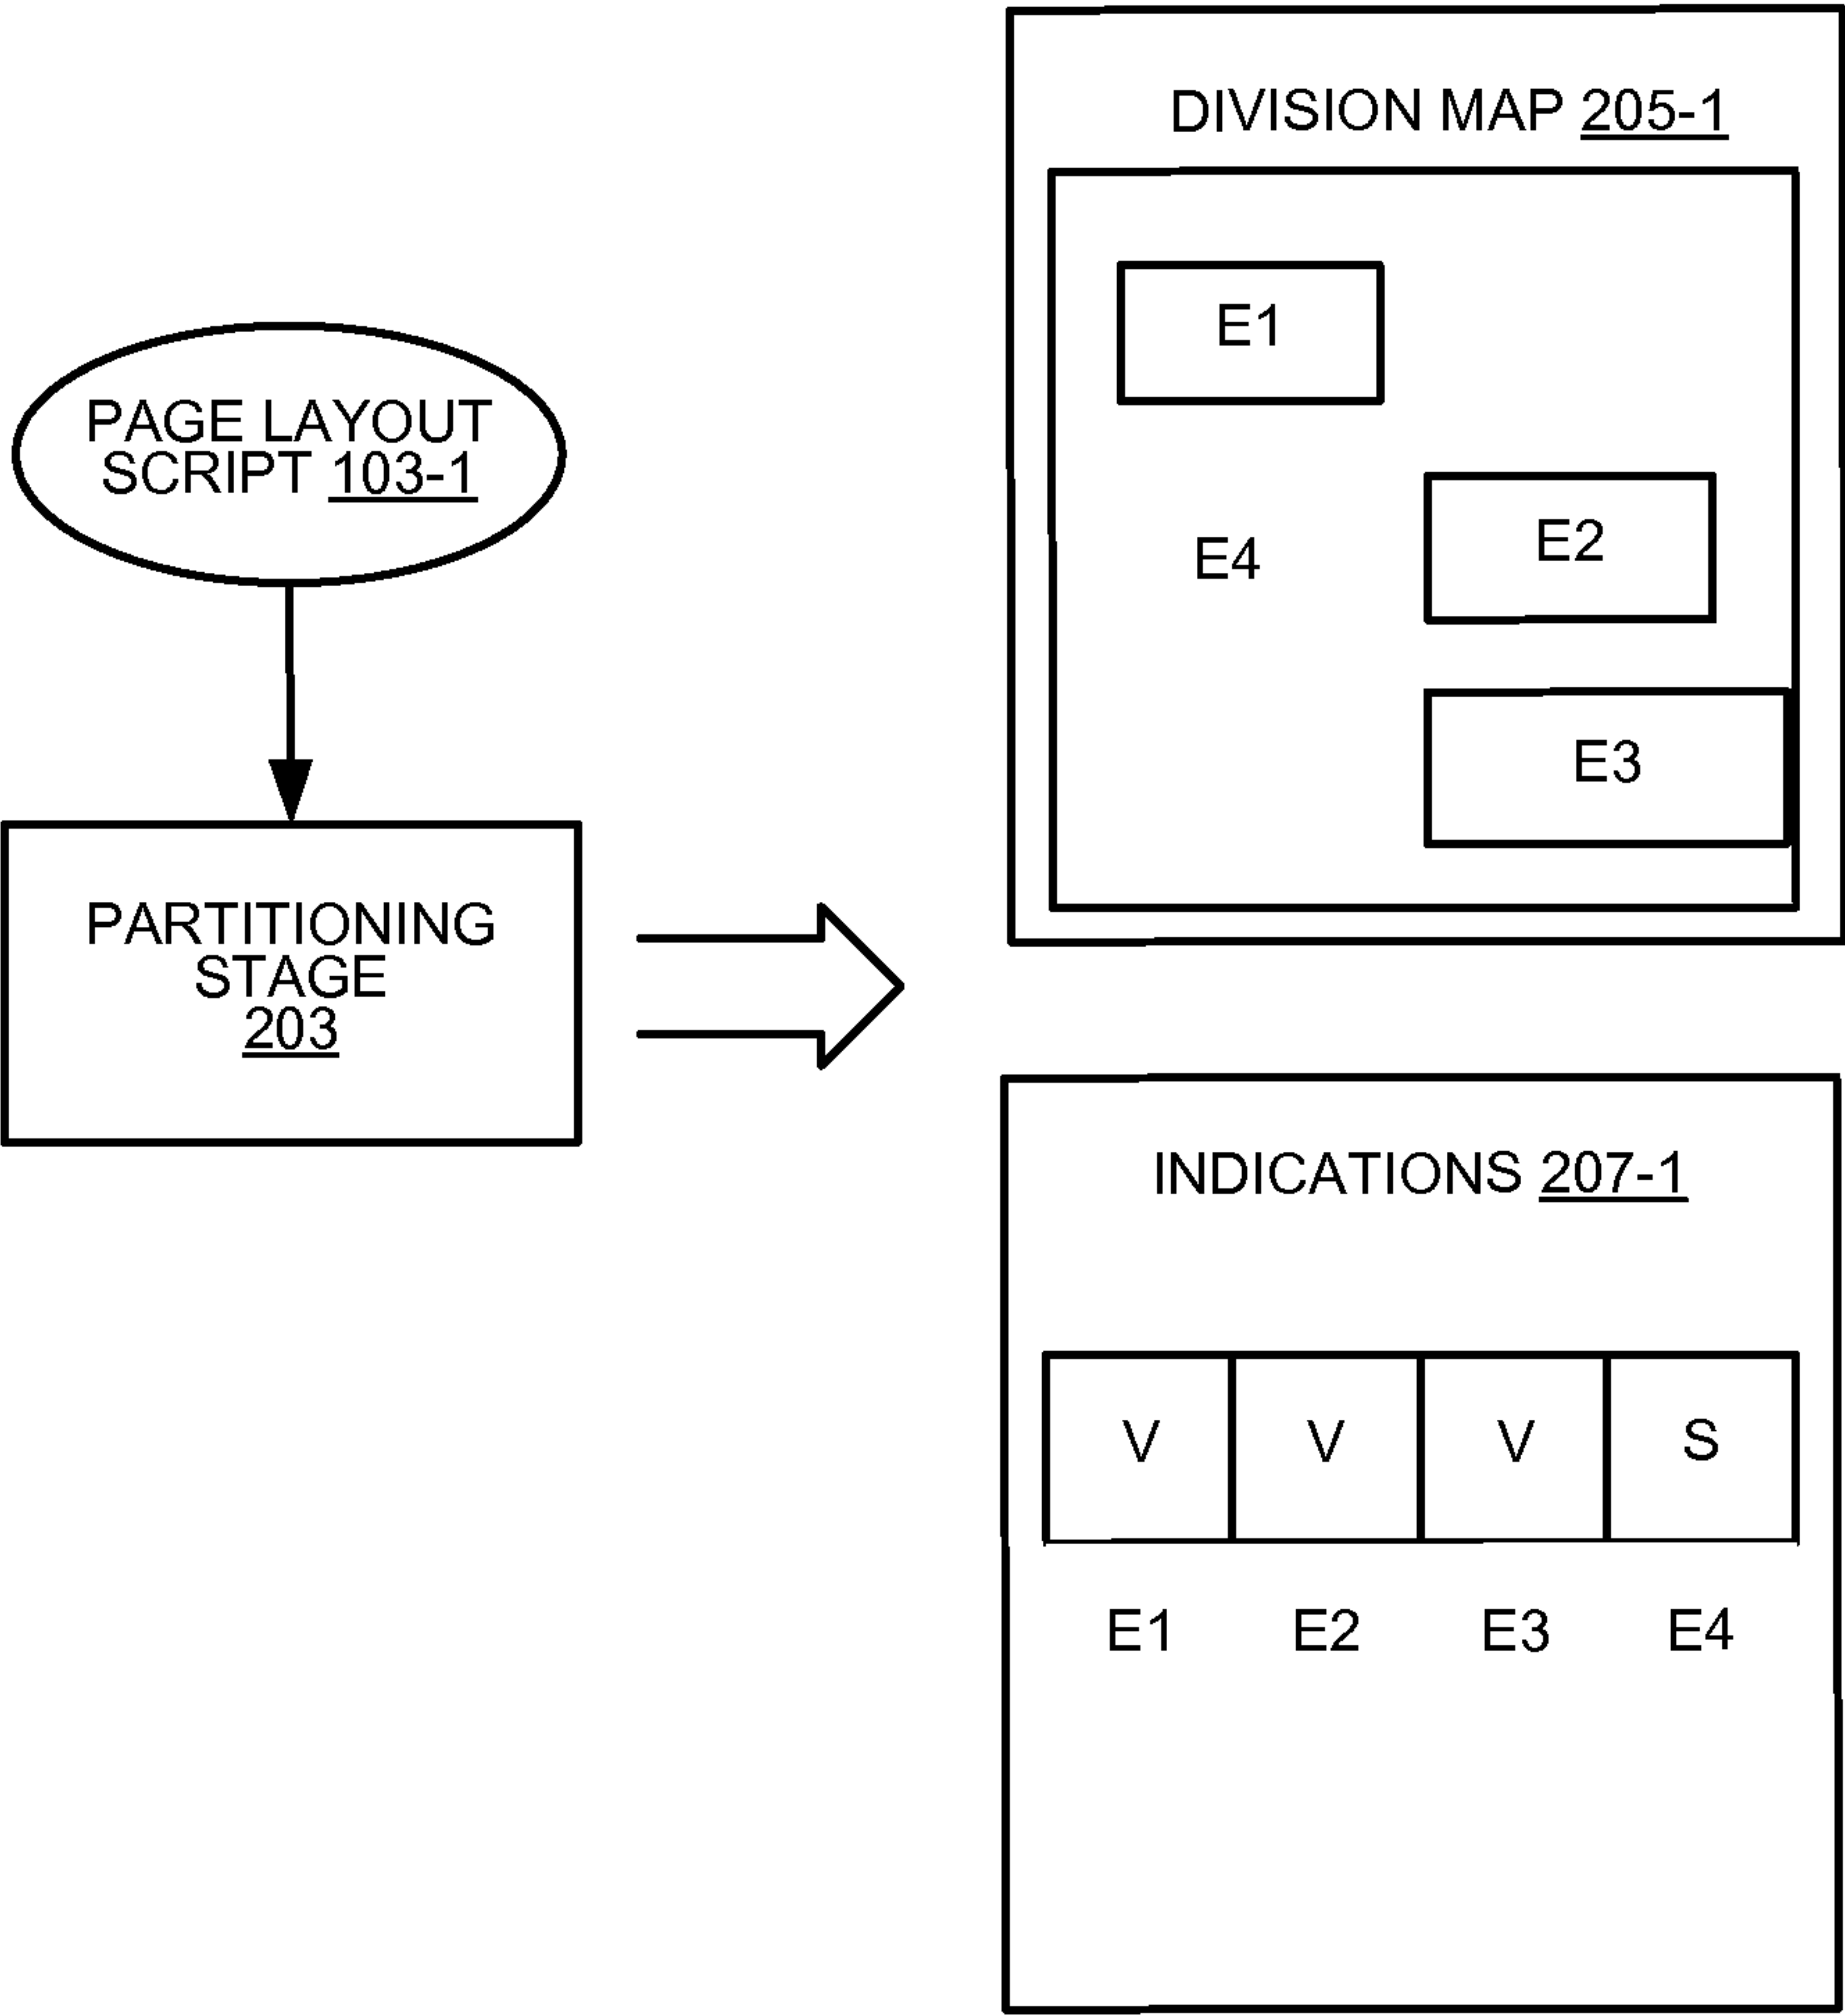 PAGE LAYOUT
SCRIPT 103-1
PARTITIONING
STAGE
203
DIVISION MAP 205-1
E1
E2
E4
E3
INDICATIONS 207-1
V V V S
E1 E2 E3 E4